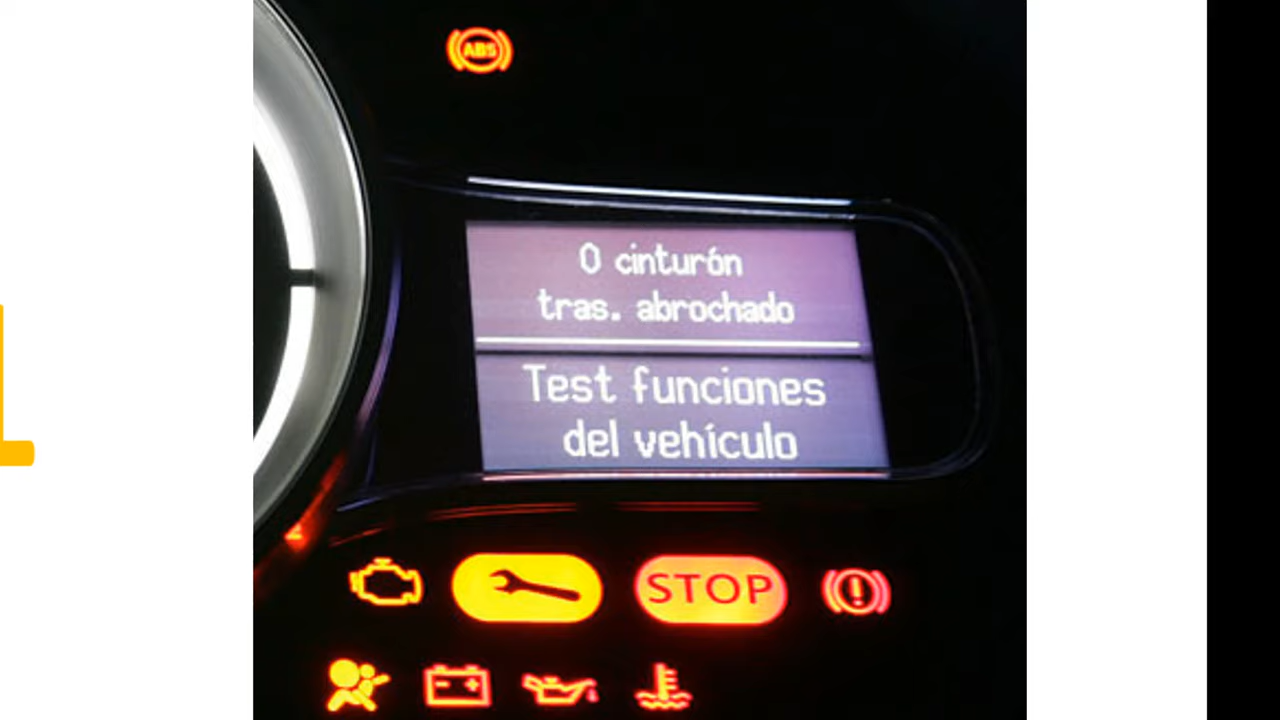 ABS
0 cinturón
tras. abrochado
Test funciones
del vehículo
STOP